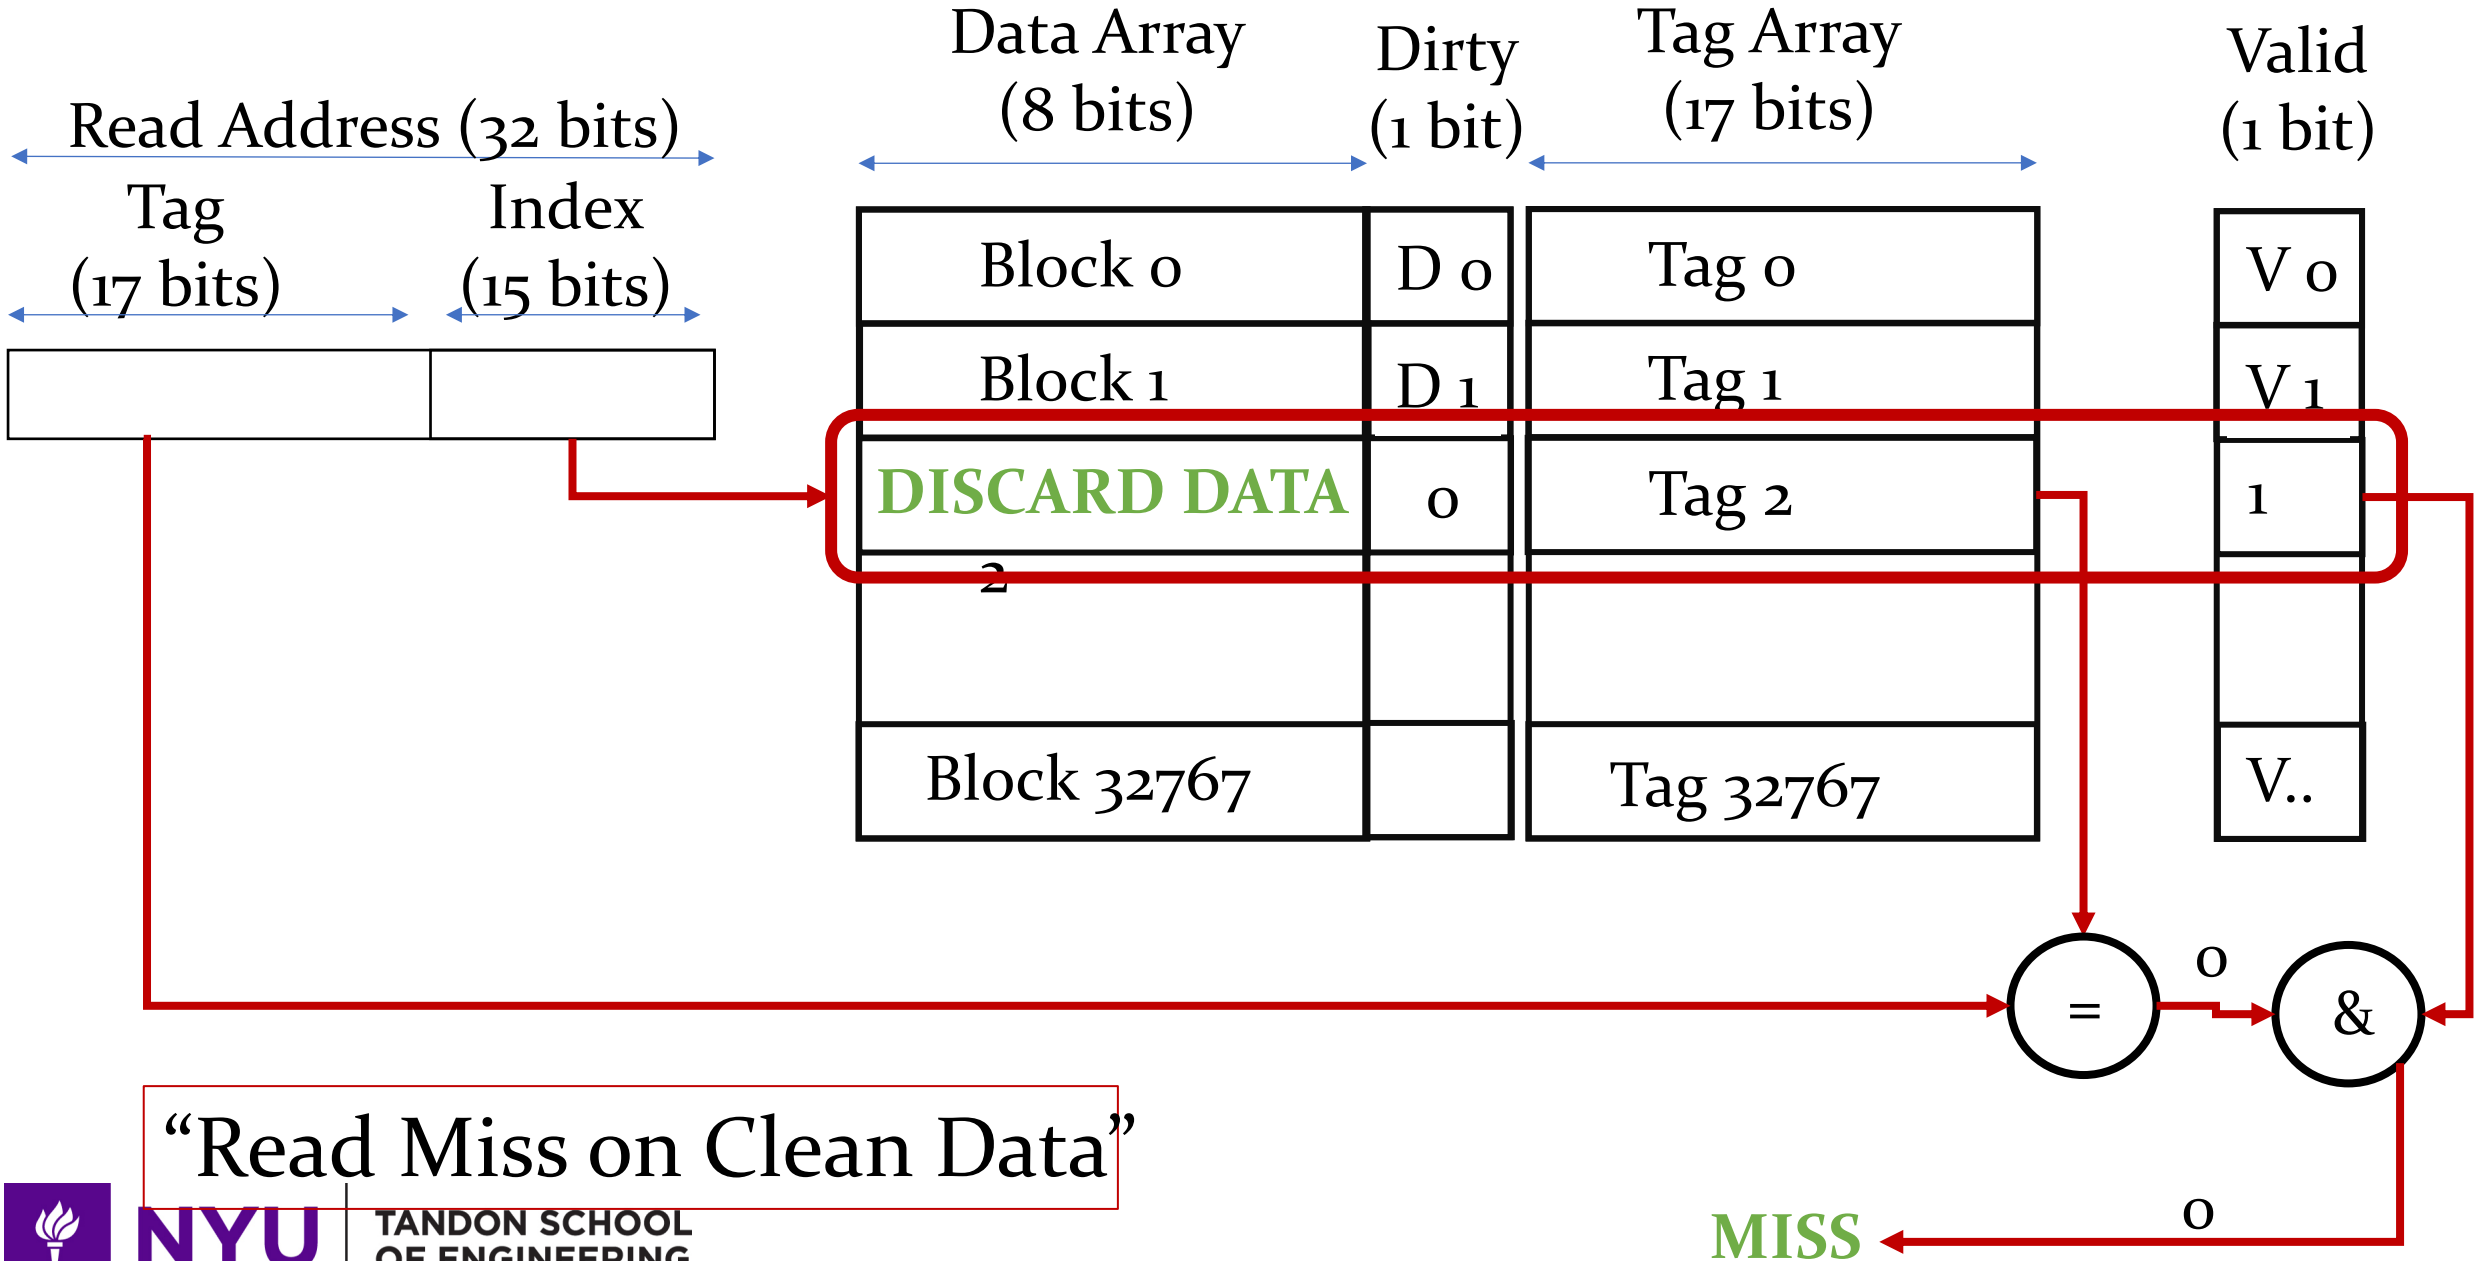 Read Address (32 bits)
Tag
(17 bits)
Index
(15 bits)
Data Array
(8 bits)
Dirty
(1 bit)
Tag Array
(17 bits)
Valid
(1 bit)
Block 0
D 0
Tag 0
V 0
Block 1
D 1
Tag 1
V 1
DISCARD DATA
0
Tag 2
1
2
Block 32767
Tag 32767
V..
=
0
&
“Read Miss on Clean Data”
MISS
0
NYU
TANDON SCHOOL
OF ENGINEERING